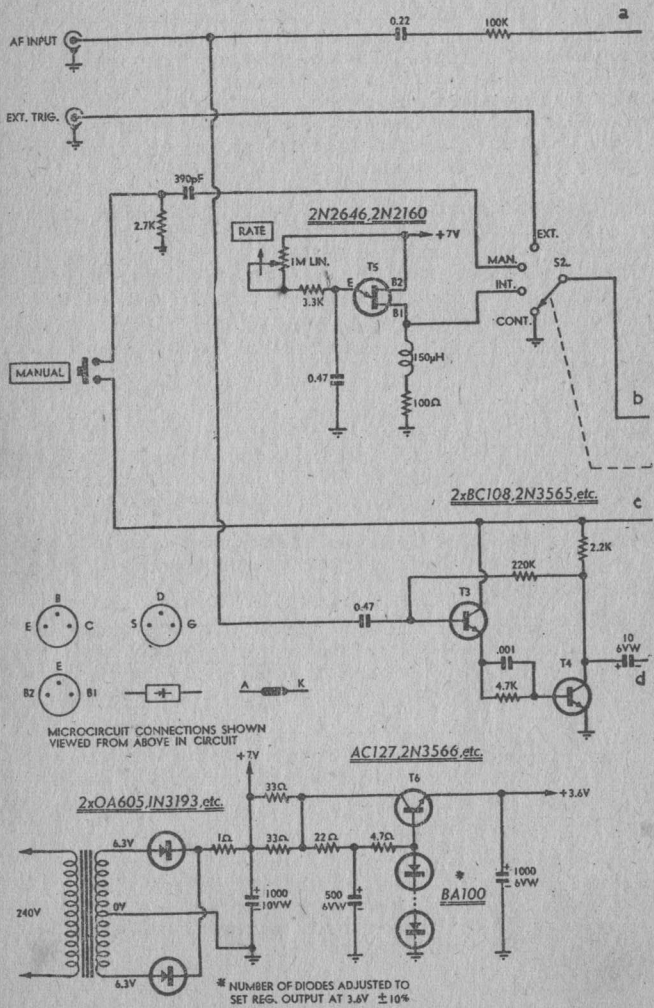 a
0.22
100K
AF INPUT
EXT. TRIG.
390pF
2.7K
2N2646,2N2160
RATE
+7V
1M LIN.
T5
E
B2
B1
3.3K
EXT.
MAN.
S2
INT.
CONT.
150µH
MANUAL
0.47
100Ω
b
2xBC108,2N3565,etc.
c
2.2K
220K
T3
0.47
B
E
C
D
S
G
.001
T4
10
6VW
+ -
d
4.7K
E
B2
B1
+
A
K
MICROCIRCUIT CONNECTIONS SHOWN
VIEWED FROM ABOVE IN CIRCUIT
+7V
AC127,2N3566,etc.
T6
33Ω
+3.6V
2xOA605,IN3193,etc.
6.3V
1Ω
33Ω
22Ω
4.7Ω
240V
0V
+
-
1000
10VW
500
6VW
+
-
*
BA100
+
-
1000
6VW
6.3V
* NUMBER OF DIODES ADJUSTED TO
SET REG. OUTPUT AT 3.6V ±10%